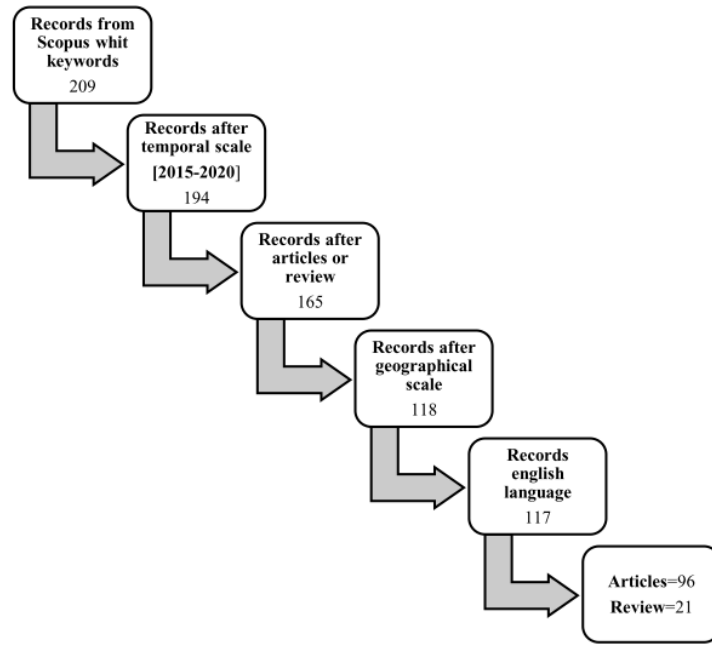 Records from
Scopus whit
keywords
209
Records after
temporal scale
[2015-2020]
194
Records after
articles or
review
165
Records after
geographical
scale
118
Records
english
language
117
Articles=96
Review=21